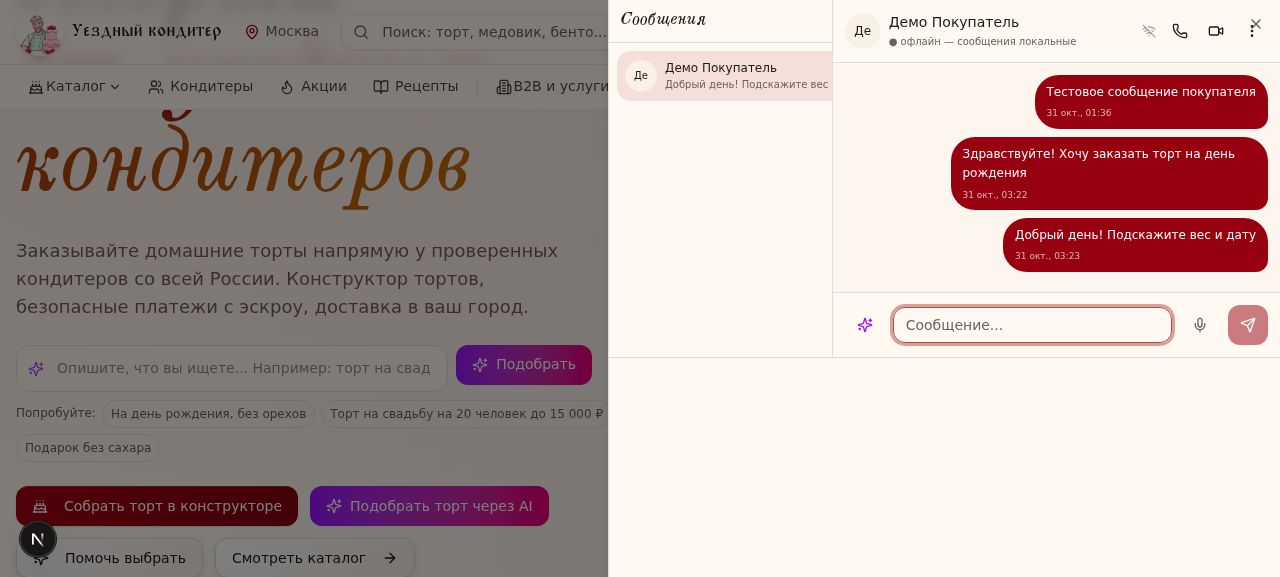 Уездный кондитер
Москва
Поиск: торт, медовик, бенто...
Каталог
Кондитеры
Акции
Рецепты
B2B и услуги
кондитеров
Заказывайте домашние торты напрямую у проверенных
кондитеров со всей России. Конструктор тортов,
безопасные платежи с эскроу, доставка в ваш город.
Опишите, что вы ищете... Например: торт на свад
Подобрать
Попробуйте:
На день рождения, без орехов
Торт на свадьбу на 20 человек до 15 000 ₽
Подарок без сахара
Собрать торт в конструкторе
Подобрать торт через AI
Помочь выбрать
Смотреть каталог
N
Сообщения
Де
Демо Покупатель
Добрый день! Подскажите вес
Де
Демо Покупатель
офлайн — сообщения локальные
Тестовое сообщение покупателя
31 окт., 01:36
Здравствуйте! Хочу заказать торт на день
рождения
31 окт., 03:22
Добрый день! Подскажите вес и дату
31 окт., 03:23
Сообщение...